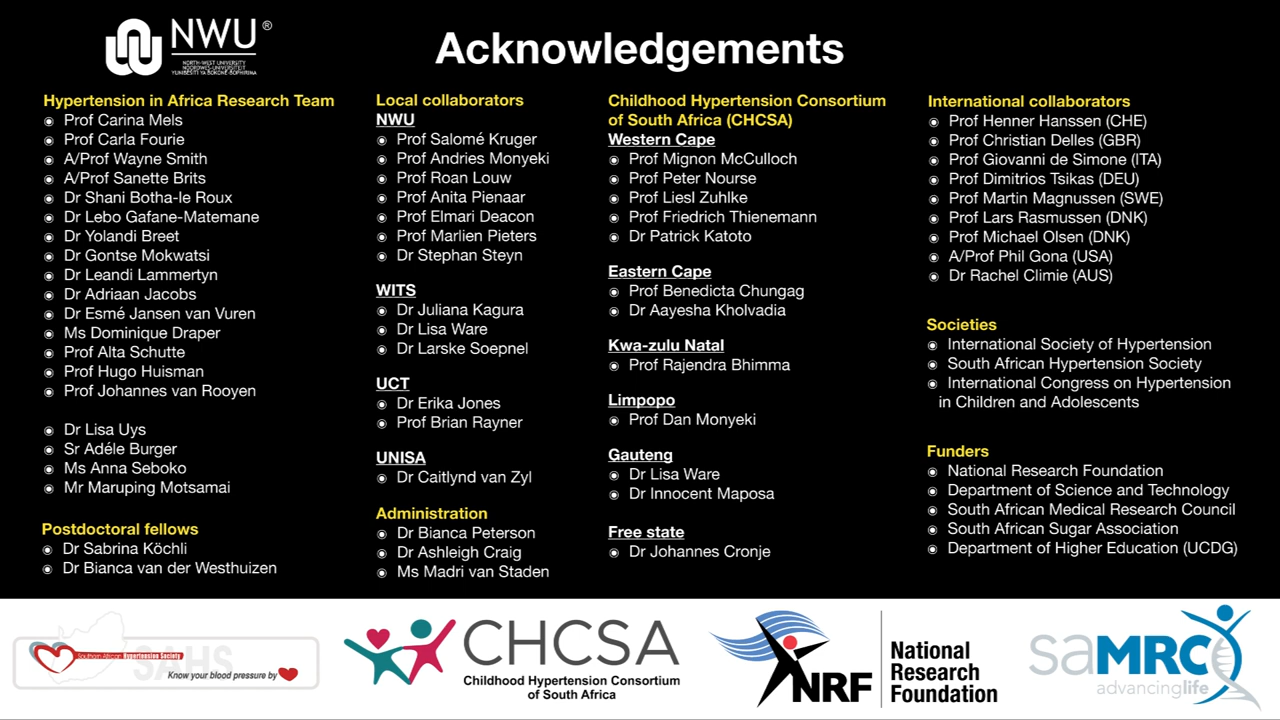 NWU®
NORTH-WEST UNIVERSITY
NOORDWES-UNIVERSITEIT
YUNIBESITI YA BOKONE-BOPHIRIMA
Acknowledgements
Hypertension in Africa Research Team
◉ Prof Carina Mels
◉ Prof Carla Fourie
◉ A/Prof Wayne Smith
◉ A/Prof Sanette Brits
◉ Dr Shani Botha-le Roux
◉ Dr Lebo Gafane-Matemane
◉ Dr Yolandi Breet
◉ Dr Gontse Mokwatsi
◉ Dr Leandi Lammertyn
◉ Dr Adriaan Jacobs
◉ Dr Esmé Jansen van Vuren
◉ Ms Dominique Draper
◉ Prof Alta Schutte
◉ Prof Hugo Huisman
◉ Prof Johannes van Rooyen
◉ Dr Lisa Uys
◉ Sr Adéle Burger
◉ Ms Anna Seboko
◉ Mr Maruping Motsamai
Postdoctoral fellows
◉ Dr Sabrina Köchli
◉ Dr Bianca van der Westhuizen
Local collaborators
NWU
◉ Prof Salomé Kruger
◉ Prof Andries Monyeki
◉ Prof Roan Louw
◉ Prof Anita Pienaar
◉ Prof Elmari Deacon
◉ Prof Marlien Pieters
◉ Dr Stephan Steyn
WITS
◉ Dr Juliana Kagura
◉ Dr Lisa Ware
◉ Dr Larske Soepnel
UCT
◉ Dr Erika Jones
◉ Prof Brian Rayner
UNISA
◉ Dr Caitlynd van Zyl
Administration
◉ Dr Bianca Peterson
◉ Dr Ashleigh Craig
◉ Ms Madri van Staden
Childhood Hypertension Consortium
of South Africa (CHCSA)
Western Cape
◉ Prof Mignon McCulloch
◉ Prof Peter Nourse
◉ Prof Liesl Zuhlke
◉ Prof Friedrich Thienemann
◉ Dr Patrick Katoto
Eastern Cape
◉ Prof Benedicta Chungag
◉ Dr Aayesha Kholvadia
Kwa-zulu Natal
◉ Prof Rajendra Bhimma
Limpopo
◉ Prof Dan Monyeki
Gauteng
◉ Dr Lisa Ware
◉ Dr Innocent Maposa
Free state
◉ Dr Johannes Cronje
International collaborators
◉ Prof Henner Hanssen (CHE)
◉ Prof Christian Delles (GBR)
◉ Prof Giovanni de Simone (ITA)
◉ Prof Dimitrios Tsikas (DEU)
◉ Prof Martin Magnussen (SWE)
◉ Prof Lars Rasmussen (DNK)
◉ Prof Michael Olsen (DNK)
◉ A/Prof Phil Gona (USA)
◉ Dr Rachel Climie (AUS)
Societies
◉ International Society of Hypertension
◉ South African Hypertension Society
◉ International Congress on Hypertension
in Children and Adolescents
Funders
◉ National Research Foundation
◉ Department of Science and Technology
◉ South African Medical Research Council
◉ South African Sugar Association
◉ Department of Higher Education (UCDG)
Southern African Hypertension Society
SAHS
Know your blood pressure by
CHCSA
Childhood Hypertension Consortium
of South Africa
NRF
National
Research
Foundation
saMRC
advancinglife